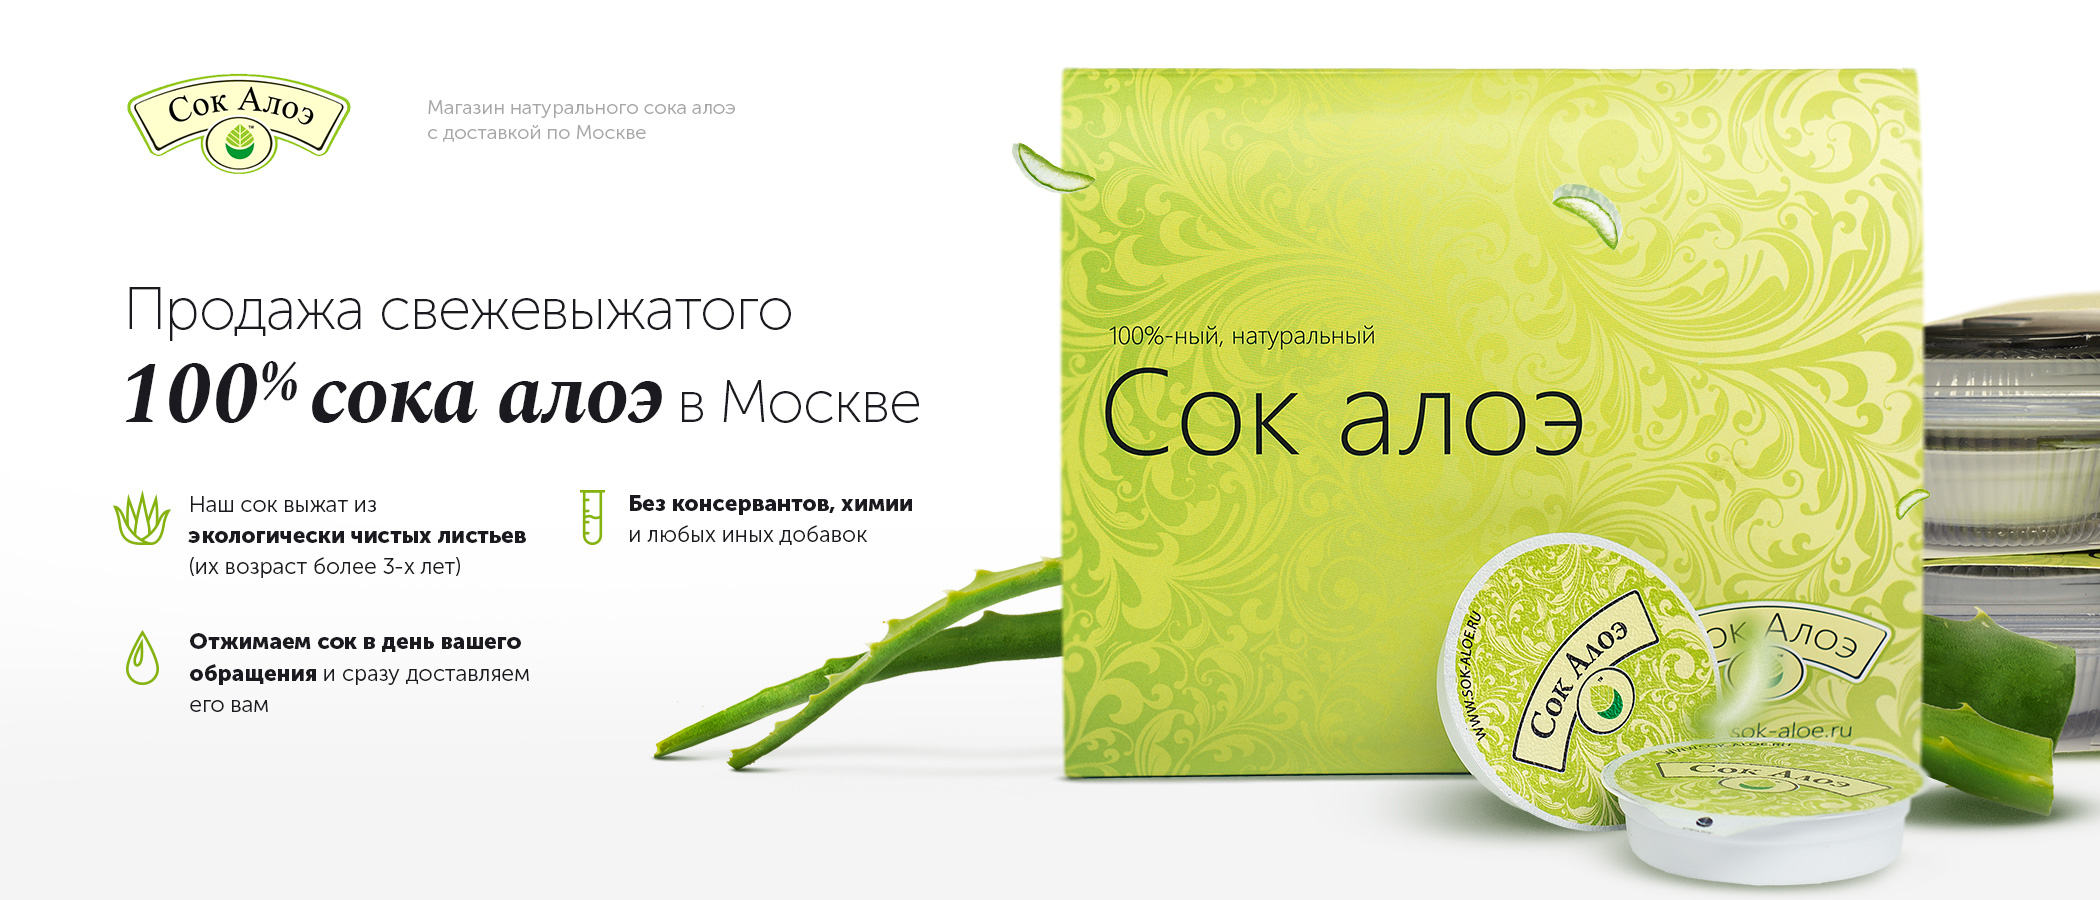 Сок Алоэ
Магазин натурального сока алоэ
с доставкой по Москве
Продажа свежевыжатого
100% сока алоэ в Москве
Наш сок выжат из
экологически чистых листьев
(их возраст более 3-х лет)
Без консервантов, химии
и любых иных добавок
Отжимаем сок в день вашего
обращения и сразу доставляем
его вам
100%-ный, натуральный
Сок алоэ
WWW.SOK-ALOE.RU
Сок Алоэ
ок Алоэ
sok-aloe.ru
Сок Алоэ